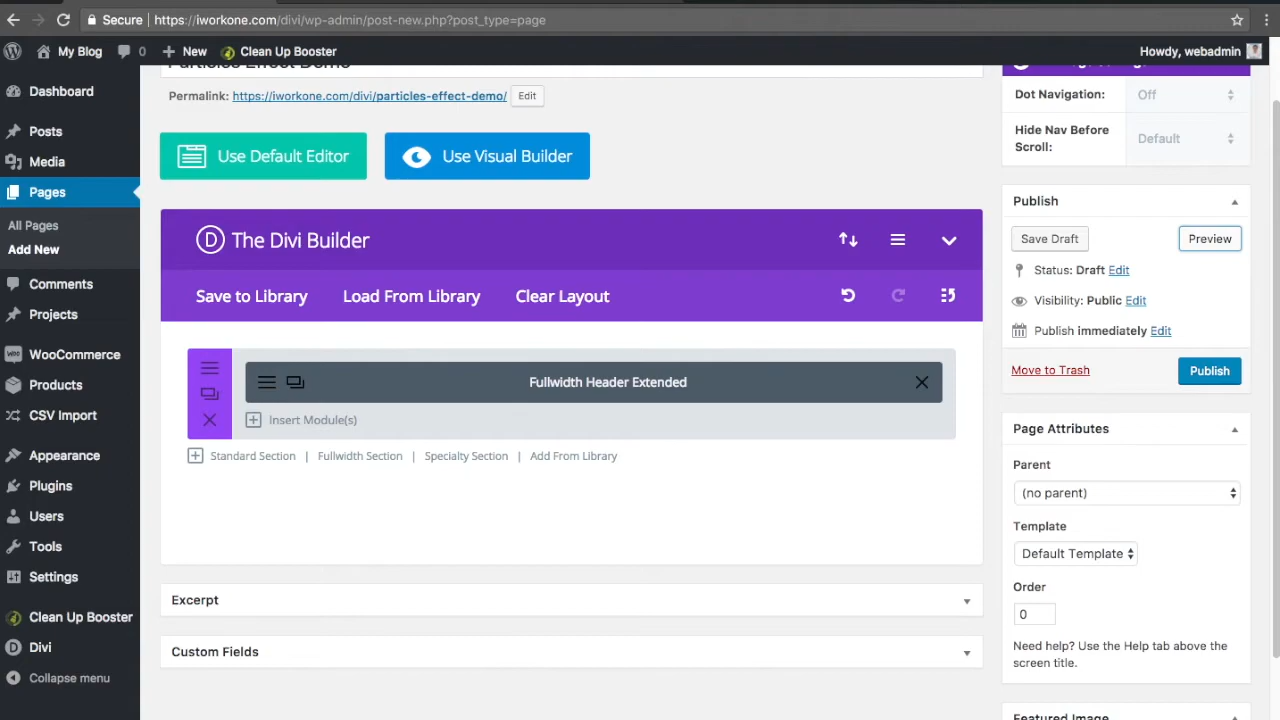 Secure | https://iworkone.com/divi/wp-admin/post-new.php?post_type=page
My Blog 0 New Clean Up Booster Howdy, webadmin
Particles Effect Demo
Permalink: https://iworkone.com/divi/particles-effect-demo/ Edit
Use Default Editor Use Visual Builder
The Divi Builder
Save to Library Load From Library Clear Layout
Fullwidth Header Extended
Insert Module(s)
Standard Section | Fullwidth Section | Specialty Section | Add From Library
Excerpt
Custom Fields
Dashboard
Posts
Media
Pages
All Pages
Add New
Comments
Projects
WooCommerce
Products
CSV Import
Appearance
Plugins
Users
Tools
Settings
Clean Up Booster
Divi
Collapse menu
Dot Navigation: Off
Hide Nav Before
Scroll: Default
Publish
Save Draft Preview
Status: Draft Edit
Visibility: Public Edit
Publish immediately Edit
Move to Trash Publish
Page Attributes
Parent
(no parent)
Template
Default Template
Order
0
Need help? Use the Help tab above the
screen title.
Featured Image